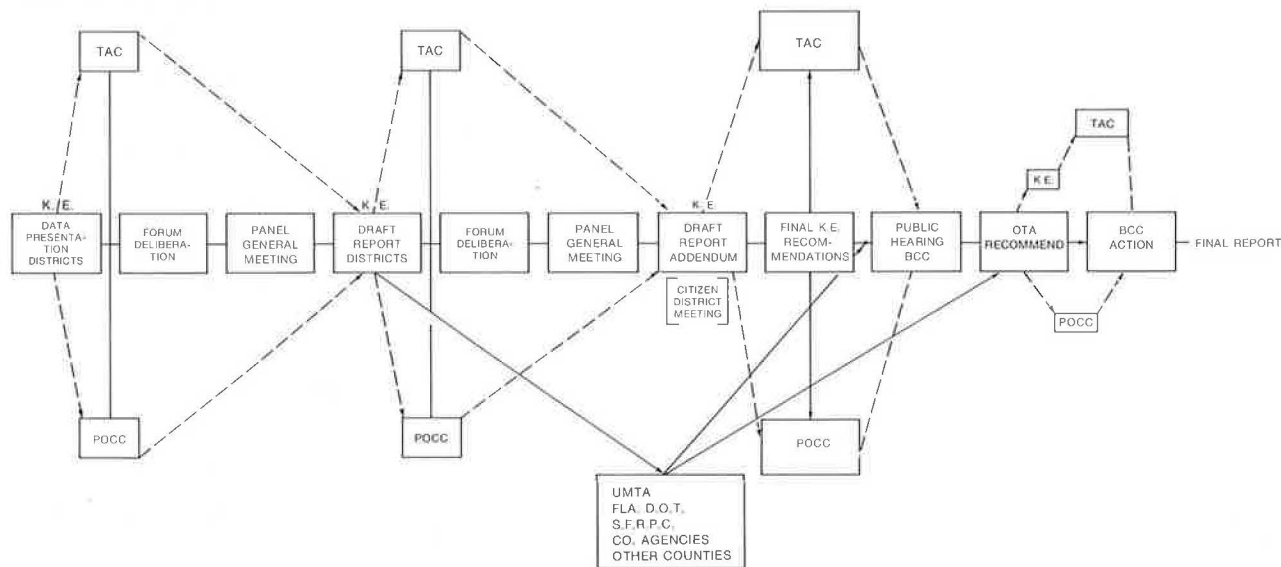 TAC
TAC
TAC
TAC
K.E.
K. E.
K. E.
K. E.
DATA
PRESENTA-
TION
DISTRICTS
FORUM
DELIBERA-
TION
PANEL
GENERAL
MEETING
DRAFT
REPORT
DISTRICTS
FORUM
DELIBERA-
TION
PANEL
GENERAL
MEETING
DRAFT
REPORT
ADDENDUM
CITIZEN
DISTRICT
MEETING
FINAL K.E.
RECOM-
MENDATIONS
PUBLIC
HEARING
BCC
OTA
RECOMMEND
BCC
ACTION
FINAL REPORT
POCC
POCC
POCC
POCC
UMTA
FLA. D.O.T.
S.F.R.P.C.
CO. AGENCIES
OTHER COUNTIES